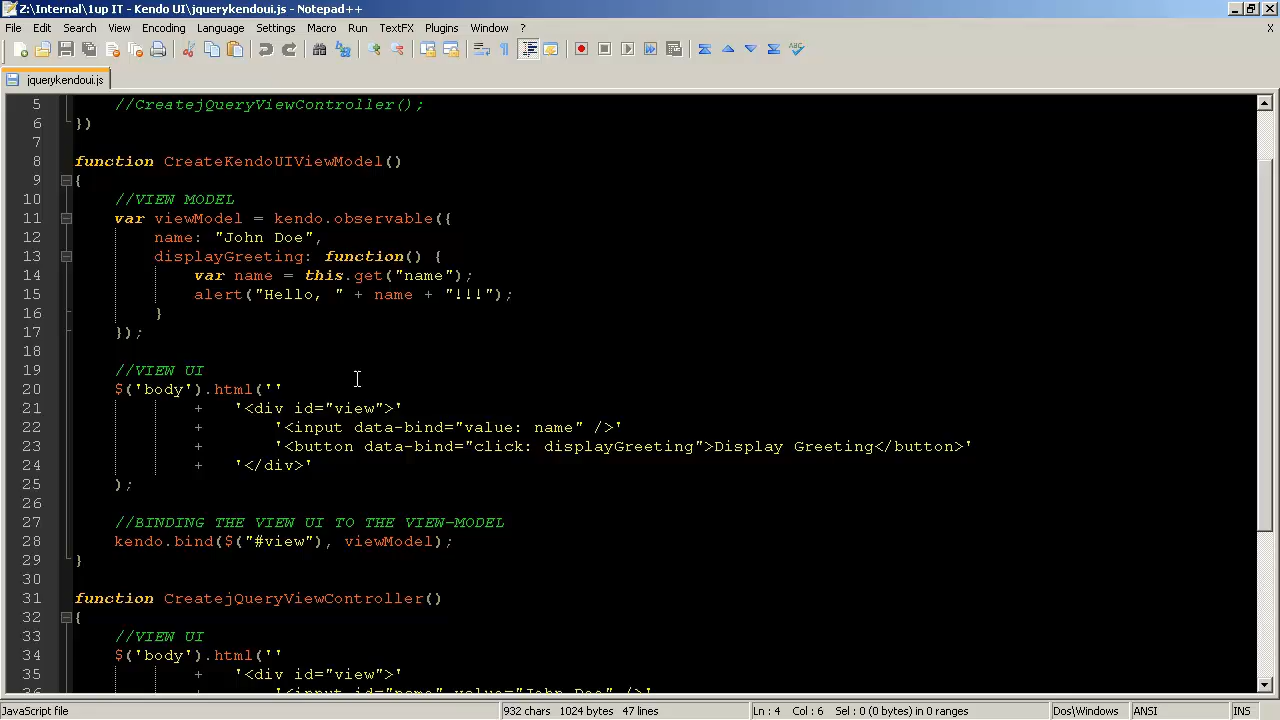 Z:\Internal\1up IT - Kendo UI\jquerykendoui.js - Notepad++
File Edit Search View Encoding Language Settings Macro Run TextFX Plugins Window ? X
jquerykendoui.js
5 //CreatejQueryViewController();
6 })
7
8 function CreateKendoUIViewModel()
9 {
10 //VIEW MODEL
11 var viewModel = kendo.observable({
12 name: "John Doe",
13 displayGreeting: function() {
14 var name = this.get("name");
15 alert("Hello, " + name + "!!!");
16 }
17 });
18
19 //VIEW UI
20 $('body').html(''
21 + '<div id="view">'
22 + '<input data-bind="value: name" />'
23 + '<button data-bind="click: displayGreeting">Display Greeting</button>'
24 + '</div>'
25 );
26
27 //BINDING THE VIEW UI TO THE VIEW-MODEL
28 kendo.bind($("#view"), viewModel);
29 }
30
31 function CreatejQueryViewController()
32 {
33 //VIEW UI
34 $('body').html(''
35 + '<div id="view">'
36 + '<input id="name" value="John Doe" />'
JavaScript file 932 chars 1024 bytes 47 lines Ln : 4 Col : 6 Sel : 0 (0 bytes) in 0 ranges Dos\Windows ANSI INS